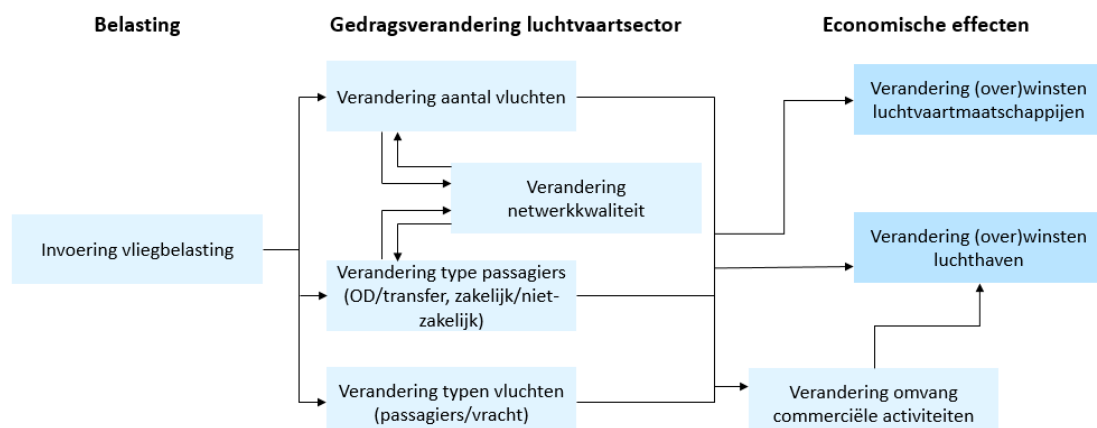 Belasting
Gedragsverandering luchtvaartsector
Economische effecten
Verandering aantal vluchten
Verandering
netwerkkwaliteit
Invoering vliegbelasting
Verandering type passagiers
(OD/transfer, zakelijk/niet-
zakelijk)
Verandering typen vluchten
(passagiers/vracht)
Verandering (over)winsten
luchtvaartmaatschappijen
Verandering (over)winsten
luchthaven
Verandering omvang
commerciële activiteiten